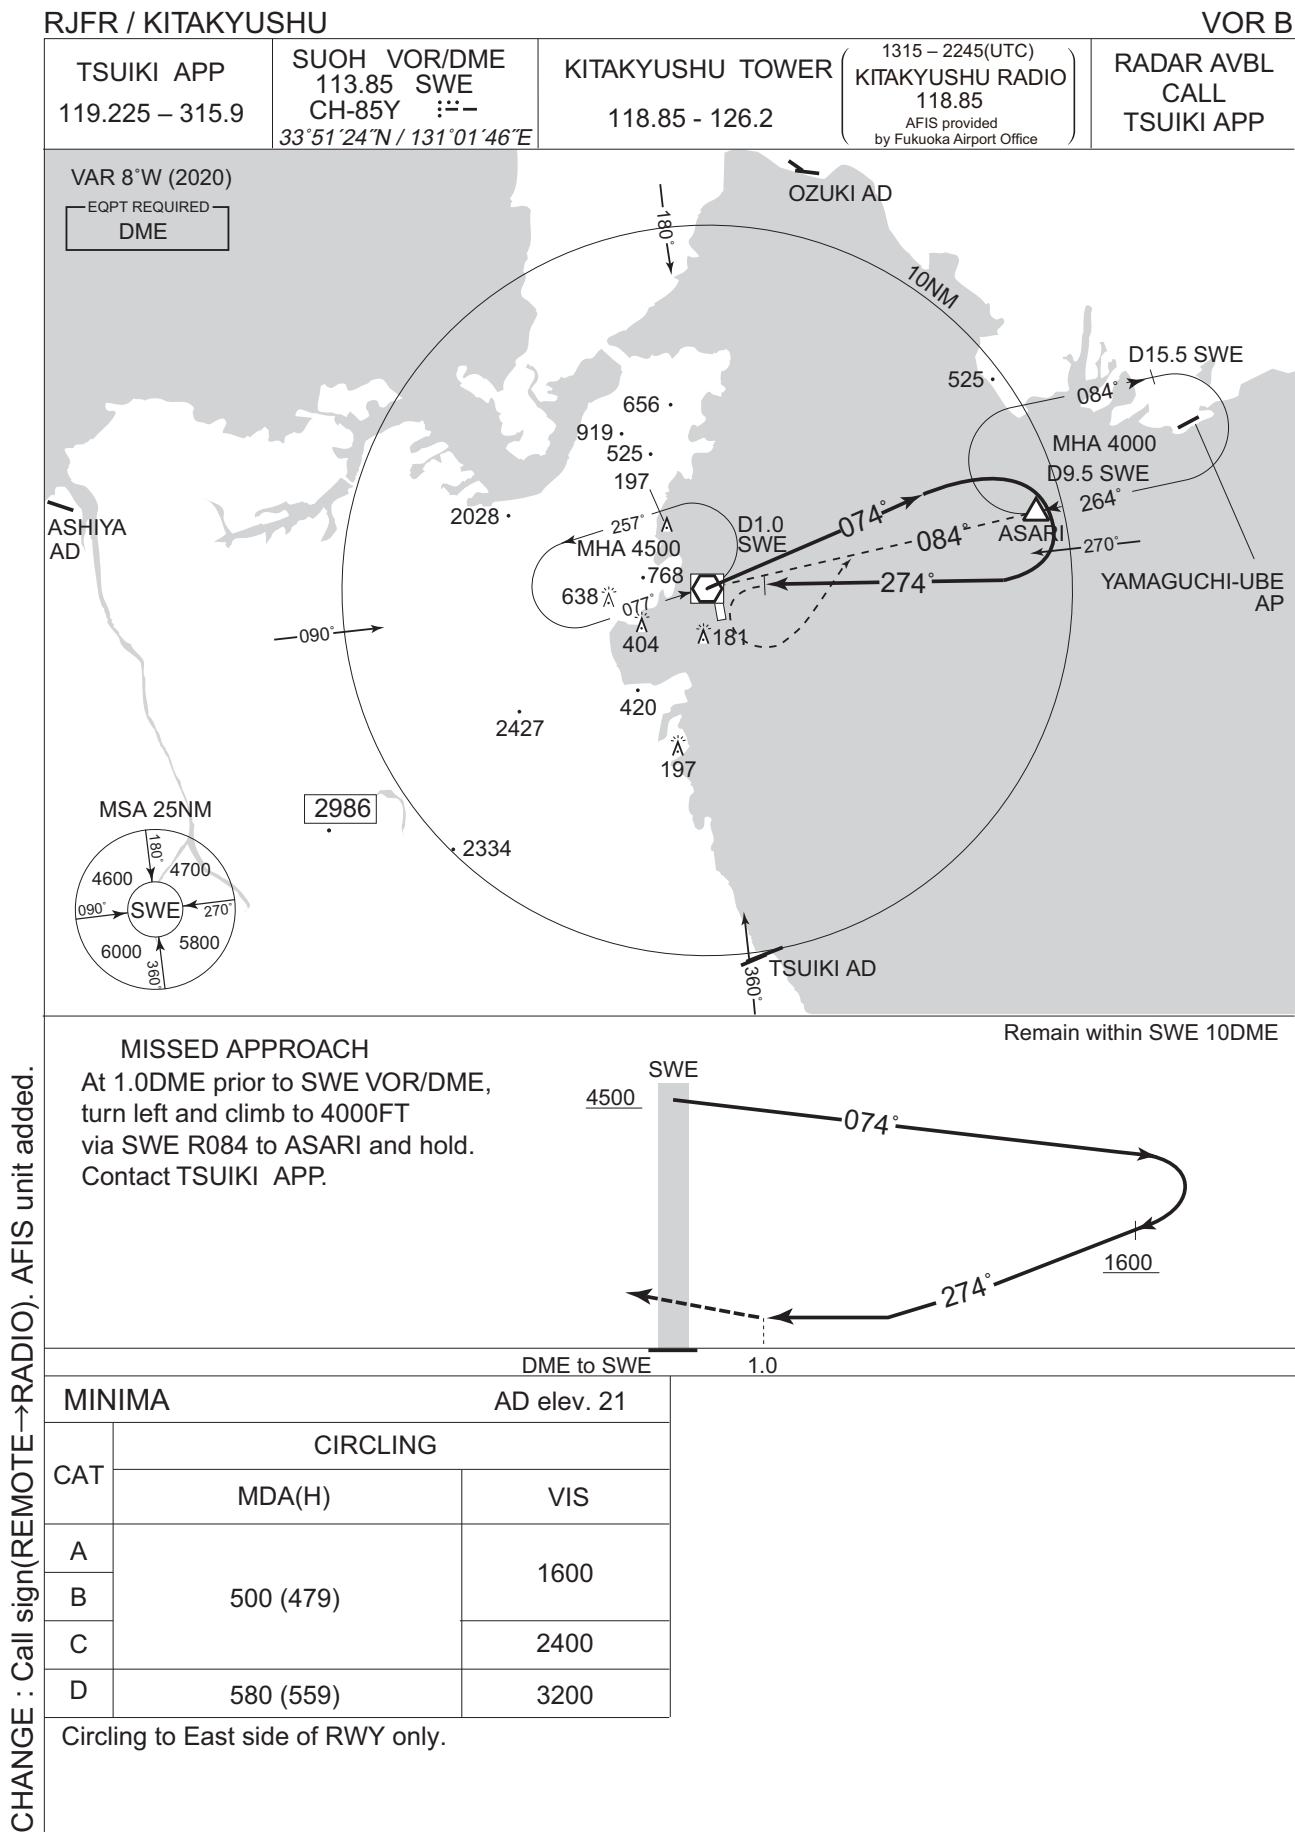 RJFR / KITAKYUSHU
VOR B
TSUIKI APP
119.225 – 315.9
SUOH VOR/DME
113.85 SWE
CH-85Y
33˚51´24˝N / 131˚01´46˝E
KITAKYUSHU TOWER
118.85 - 126.2
1315 – 2245(UTC)
KITAKYUSHU RADIO
118.85
AFIS provided
by Fukuoka Airport Office
RADAR AVBL
CALL
TSUIKI APP
VAR 8˚W (2020)
EQPT REQUIRED
DME
OZUKI AD
180˚
10NM
D15.5 SWE
525
084˚
656
919
525
MHA 4000
D9.5 SWE
197
264˚
2028
257˚
D1.0
SWE
074˚
ASHIYA
AD
MHA 4500
084˚
ASARI
270˚
768
638
077˚
274˚
YAMAGUCHI-UBE
AP
090˚
404
181
420
2427
197
MSA 25NM
2986
2334
180˚
4600
4700
090˚
SWE
270˚
6000
5800
360˚
TSUIKI AD
360˚
Remain within SWE 10DME
MISSED APPROACH
At 1.0DME prior to SWE VOR/DME,
turn left and climb to 4000FT
via SWE R084 to ASARI and hold.
Contact TSUIKI APP.
SWE
4500
074˚
1600
274˚
DME to SWE
1.0
MINIMA
AD elev. 21
CAT
CIRCLING
MDA(H)
VIS
A
1600
B
500 (479)
C
2400
D
580 (559)
3200
Circling to East side of RWY only.
CHANGE : Call sign(REMOTE→RADIO). AFIS unit added.